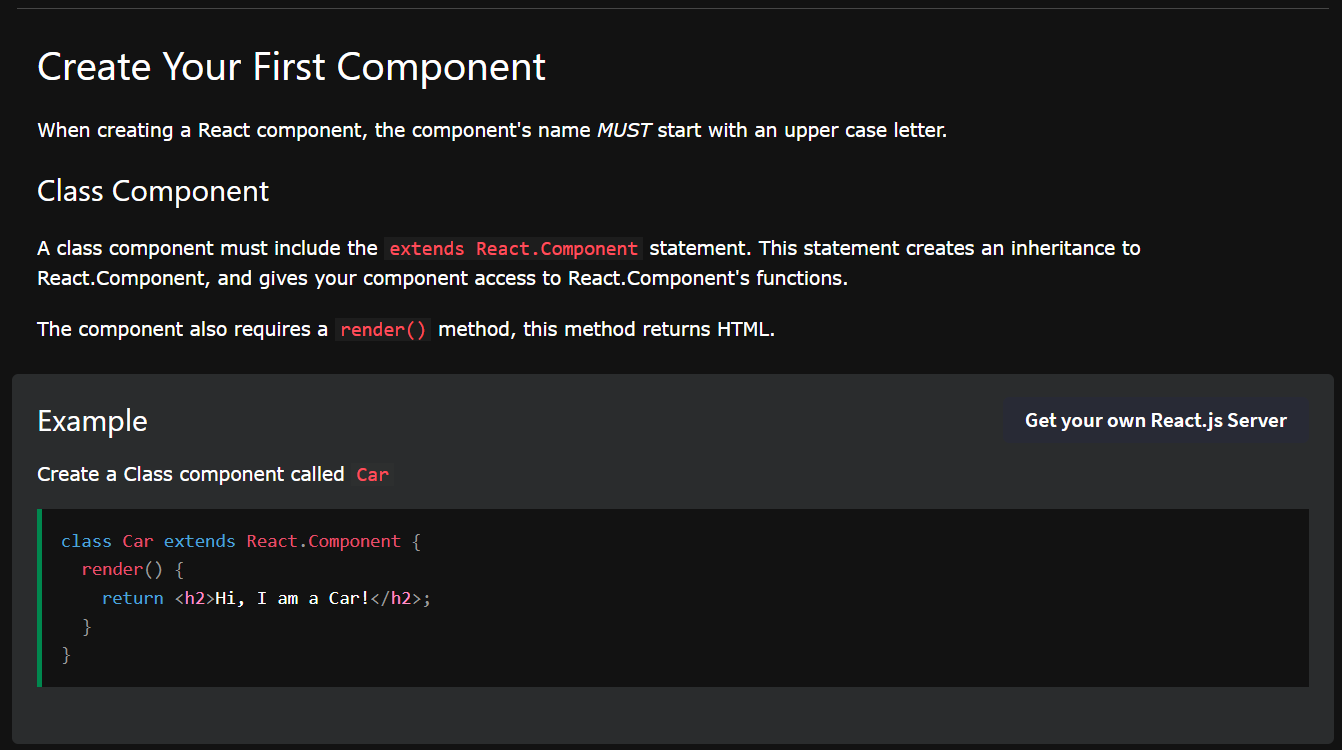 Create Your First Component
When creating a React component, the component's name MUST start with an upper case letter.
Class Component
A class component must include the extends React.Component statement. This statement creates an inheritance to
React.Component, and gives your component access to React.Component's functions.
The component also requires a render() method, this method returns HTML.
Example
Get your own React.js Server
Create a Class component called Car
class Car extends React.Component {
  render() {
    return <h2>Hi, I am a Car!</h2>;
  }
}